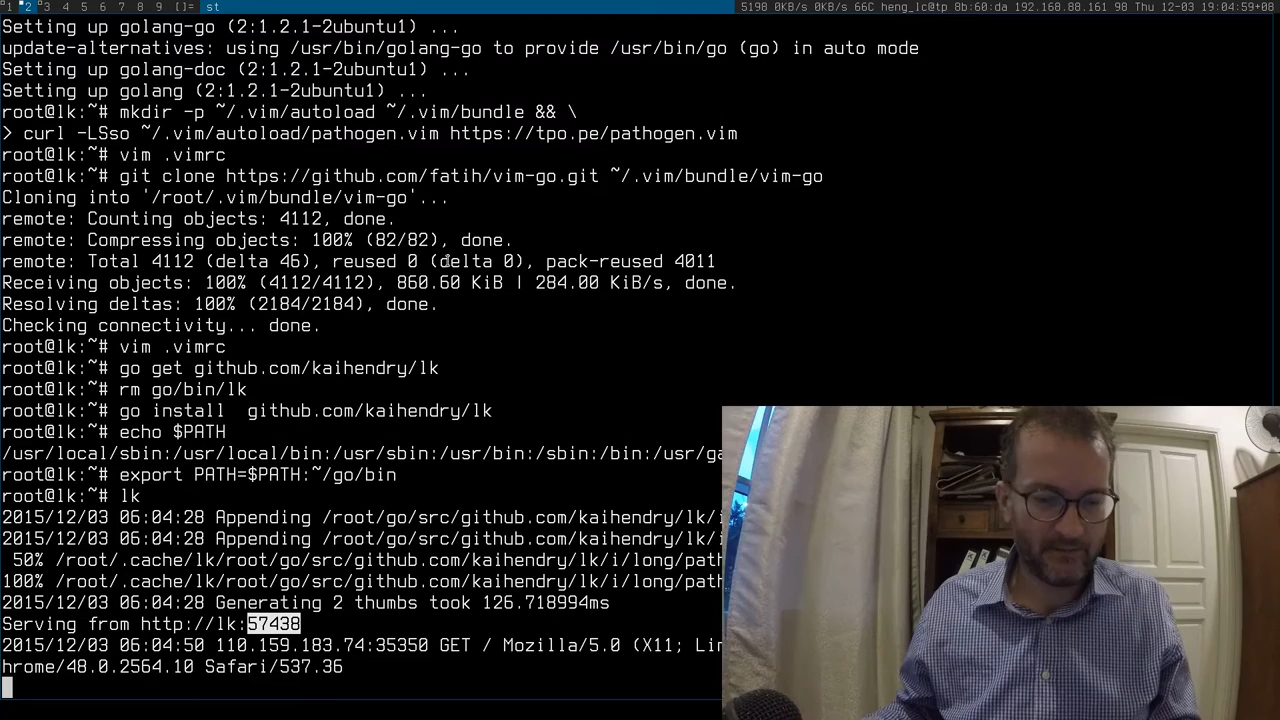 1 2 3 4 5 6 7 8 9 []= st 5198 0KB/s 0KB/s 66C heng_lc@tp 8b:60:da 192.168.88.161 98 Thu 12-03 19:04:59+08
Setting up golang-go (2:1.2.1-2ubuntu1) ...
update-alternatives: using /usr/bin/golang-go to provide /usr/bin/go (go) in auto mode
Setting up golang-doc (2:1.2.1-2ubuntu1) ...
Setting up golang (2:1.2.1-2ubuntu1) ...
root@lk:~# mkdir -p ~/.vim/autoload ~/.vim/bundle && \
> curl -LSso ~/.vim/autoload/pathogen.vim https://tpo.pe/pathogen.vim
root@lk:~# vim .vimrc
root@lk:~# git clone https://github.com/fatih/vim-go.git ~/.vim/bundle/vim-go
Cloning into '/root/.vim/bundle/vim-go'...
remote: Counting objects: 4112, done.
remote: Compressing objects: 100% (82/82), done.
remote: Total 4112 (delta 46), reused 0 (delta 0), pack-reused 4011
Receiving objects: 100% (4112/4112), 860.60 KiB | 284.00 KiB/s, done.
Resolving deltas: 100% (2184/2184), done.
Checking connectivity... done.
root@lk:~# vim .vimrc
root@lk:~# go get github.com/kaihendry/lk
root@lk:~# rm go/bin/lk
root@lk:~# go install  github.com/kaihendry/lk
root@lk:~# echo $PATH
/usr/local/sbin:/usr/local/bin:/usr/sbin:/usr/bin:/sbin:/bin:/usr/ga
root@lk:~# export PATH=$PATH:~/go/bin
root@lk:~# lk
2015/12/03 06:04:28 Appending /root/go/src/github.com/kaihendry/lk/i
2015/12/03 06:04:28 Appending /root/go/src/github.com/kaihendry/lk/i
50% /root/.cache/lk/root/go/src/github.com/kaihendry/lk/i/long/path
100% /root/.cache/lk/root/go/src/github.com/kaihendry/lk/i/long/path
2015/12/03 06:04:28 Generating 2 thumbs took 126.718994ms
Serving from http://lk:57438
2015/12/03 06:04:50 110.159.183.74:35350 GET / Mozilla/5.0 (X11; Lin
hrome/48.0.2564.10 Safari/537.36